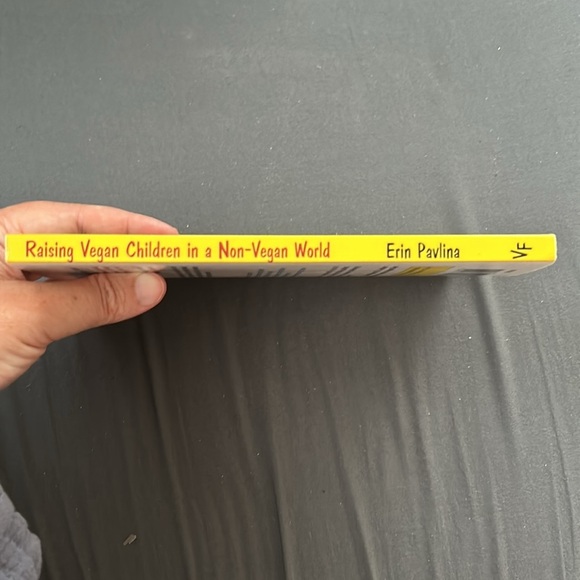 Raising Vegan Children in a Non-Vegan World Erin Pavlina VF